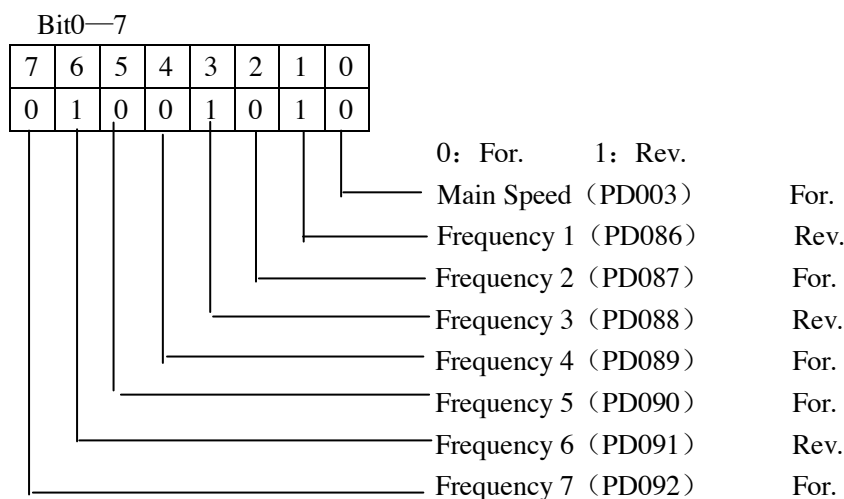 Bit0—7
7 6 5 4 3 2 1 0
0 1 0 0 1 0 1 0
0：For. 1：Rev.
Main Speed（PD003） For.
Frequency 1（PD086） Rev.
Frequency 2（PD087） For.
Frequency 3（PD088） Rev.
Frequency 4（PD089） For.
Frequency 5（PD090） For.
Frequency 6（PD091） Rev.
Frequency 7（PD092） For.